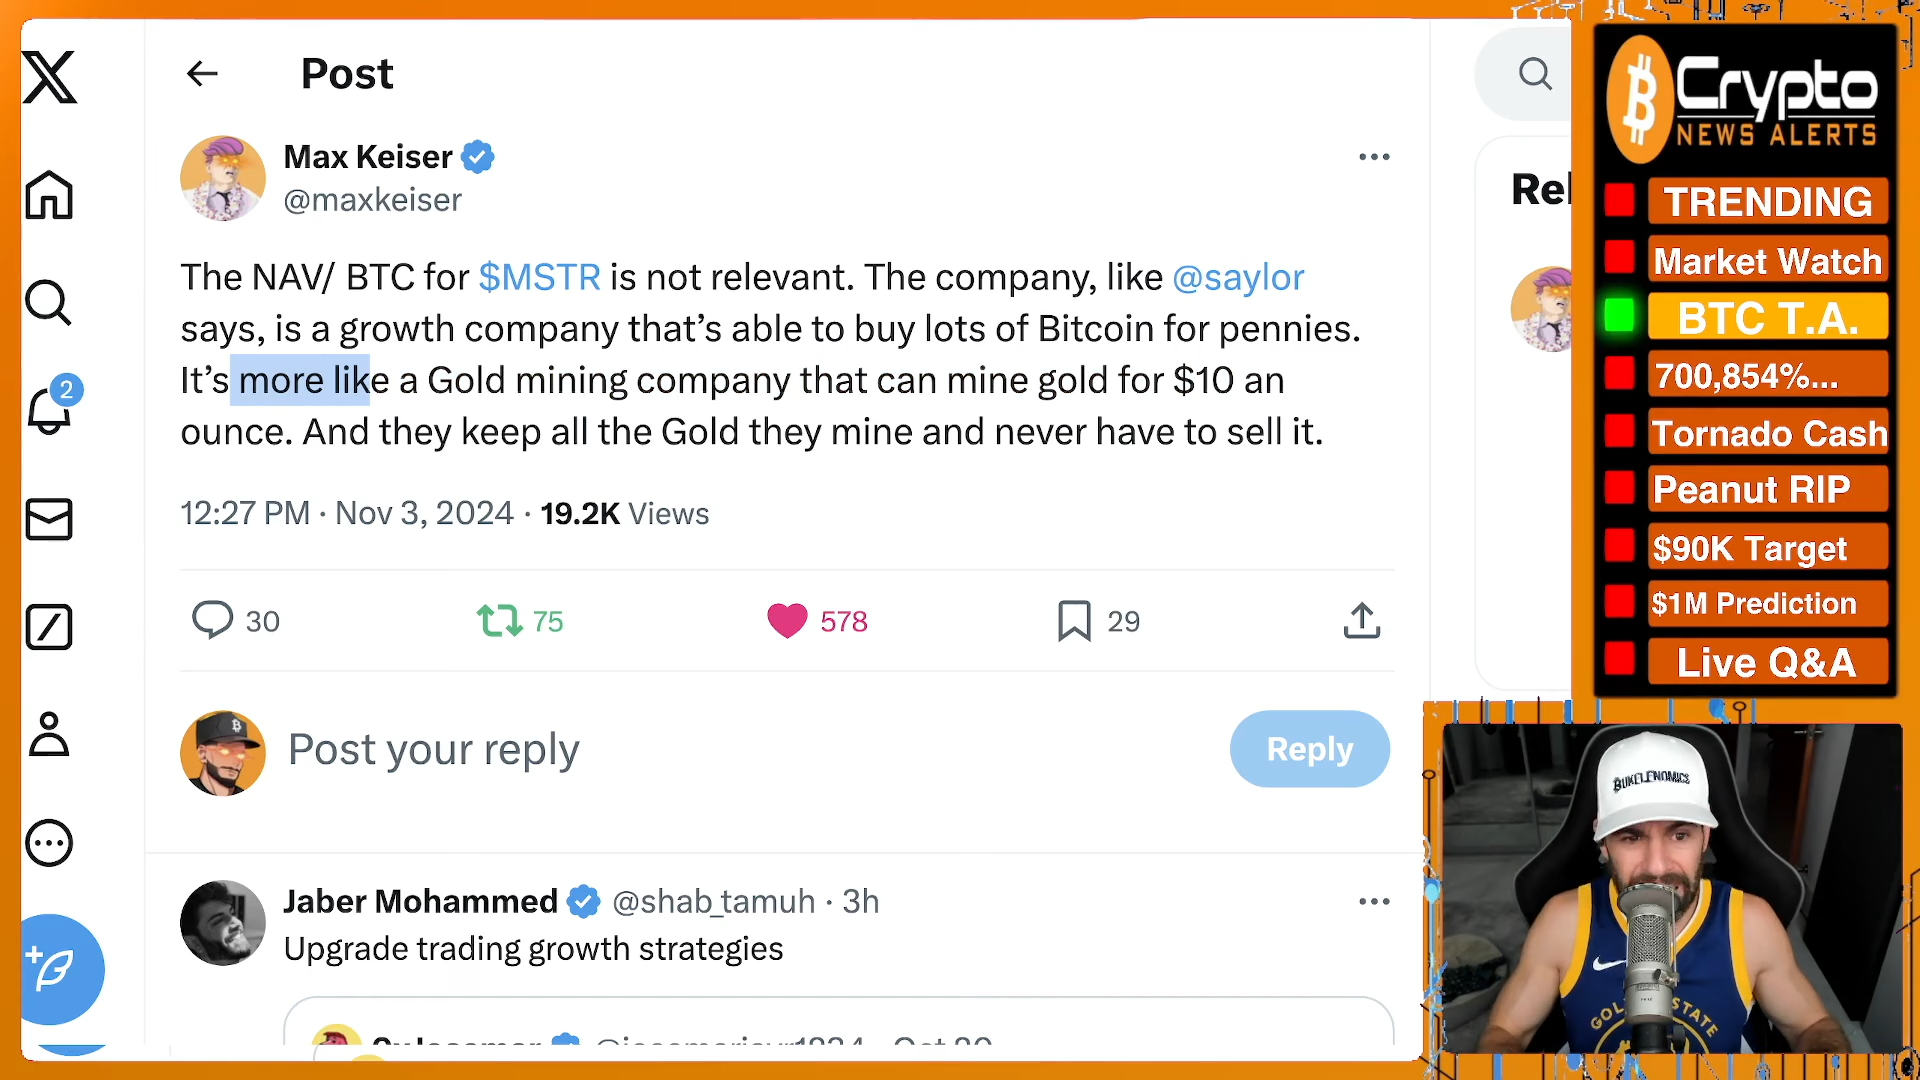 Post
Max Keiser
@maxkeiser
The NAV/ BTC for $MSTR is not relevant. The company, like @saylor
says, is a growth company that’s able to buy lots of Bitcoin for pennies.
It’s more like a Gold mining company that can mine gold for $10 an
ounce. And they keep all the Gold they mine and never have to sell it.
12:27 PM · Nov 3, 2024 · 19.2K Views
30 75 578 29
Post your reply
Reply
Jaber Mohammed @shab_tamuh · 3h
Upgrade trading growth strategies
2
Crypto
NEWS ALERTS
TRENDING
Market Watch
BTC T.A.
700,854%...
Tornado Cash
Peanut RIP
$90K Target
$1M Prediction
Live Q&A
BUKELENOMICS